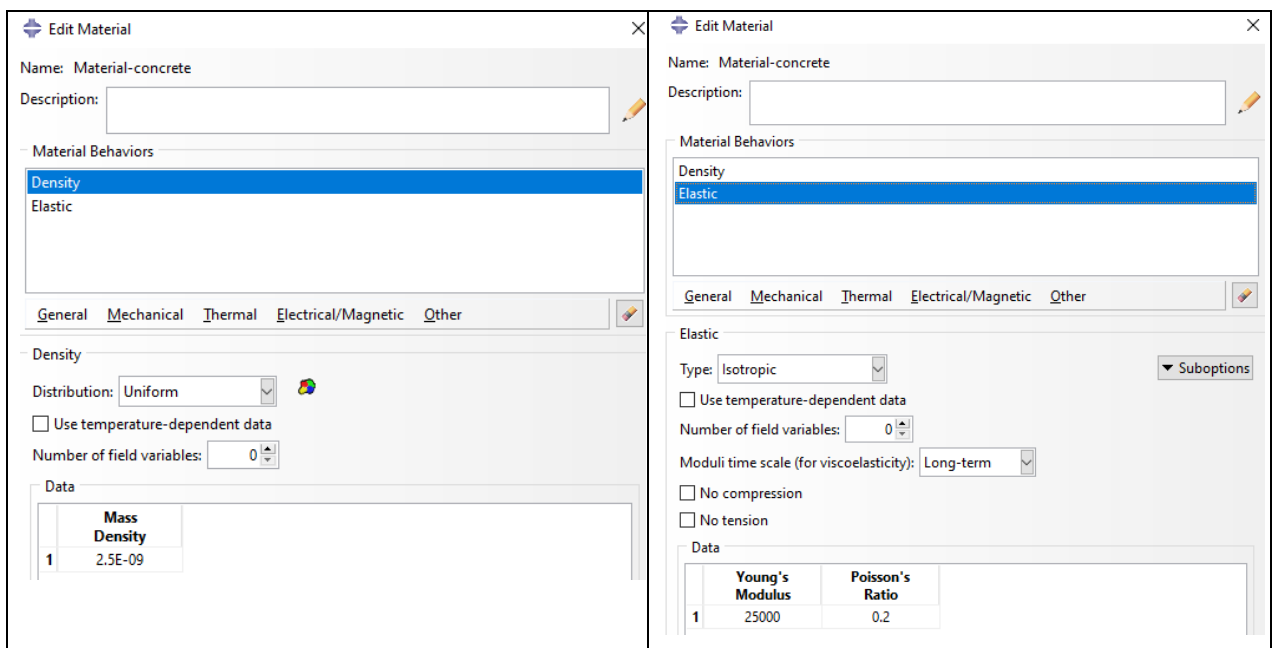 Edit Material
Name: Material-concrete
Description:
Material Behaviors
Density
Elastic
General Mechanical Thermal Electrical/Magnetic Other
Density
Distribution: Uniform
Use temperature-dependent data
Number of field variables: 0
Data
Mass
Density
1 2.5E-09
Edit Material
Name: Material-concrete
Description:
Material Behaviors
Density
Elastic
General Mechanical Thermal Electrical/Magnetic Other
Elastic
Type: Isotropic
Suboptions
Use temperature-dependent data
Number of field variables: 0
Moduli time scale (for viscoelasticity): Long-term
No compression
No tension
Data
Young's Poisson's
Modulus Ratio
1 25000 0.2